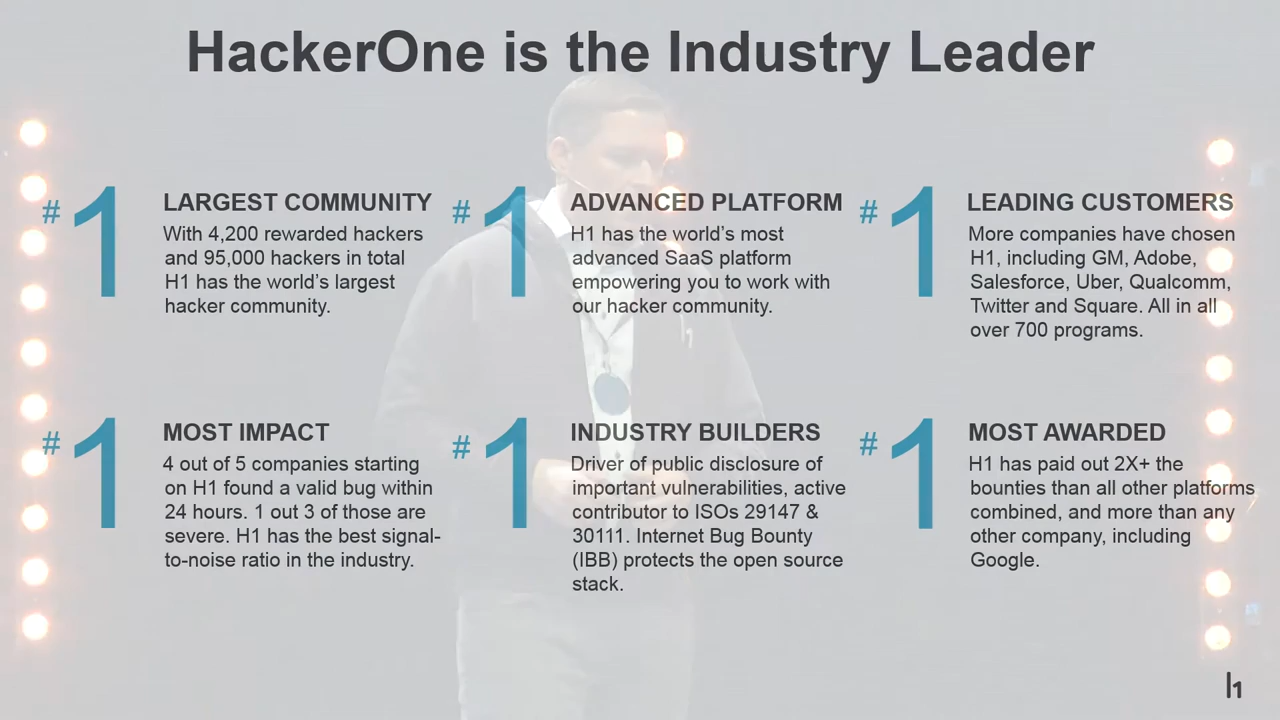 HackerOne is the Industry Leader
#1
LARGEST COMMUNITY
With 4,200 rewarded hackers
and 95,000 hackers in total
H1 has the world's largest
hacker community.
#1
ADVANCED PLATFORM
H1 has the world's most
advanced SaaS platform
empowering you to work with
our hacker community.
#1
LEADING CUSTOMERS
More companies have chosen
H1, including GM, Adobe,
Salesforce, Uber, Qualcomm,
Twitter and Square. All in all
over 700 programs.
#1
MOST IMPACT
4 out of 5 companies starting
on H1 found a valid bug within
24 hours. 1 out 3 of those are
severe. H1 has the best signal-
to-noise ratio in the industry.
#1
INDUSTRY BUILDERS
Driver of public disclosure of
important vulnerabilities, active
contributor to ISOs 29147 &
30111. Internet Bug Bounty
(IBB) protects the open source
stack.
#1
MOST AWARDED
H1 has paid out 2X+ the
bounties than all other platforms
combined, and more than any
other company, including
Google.
l1